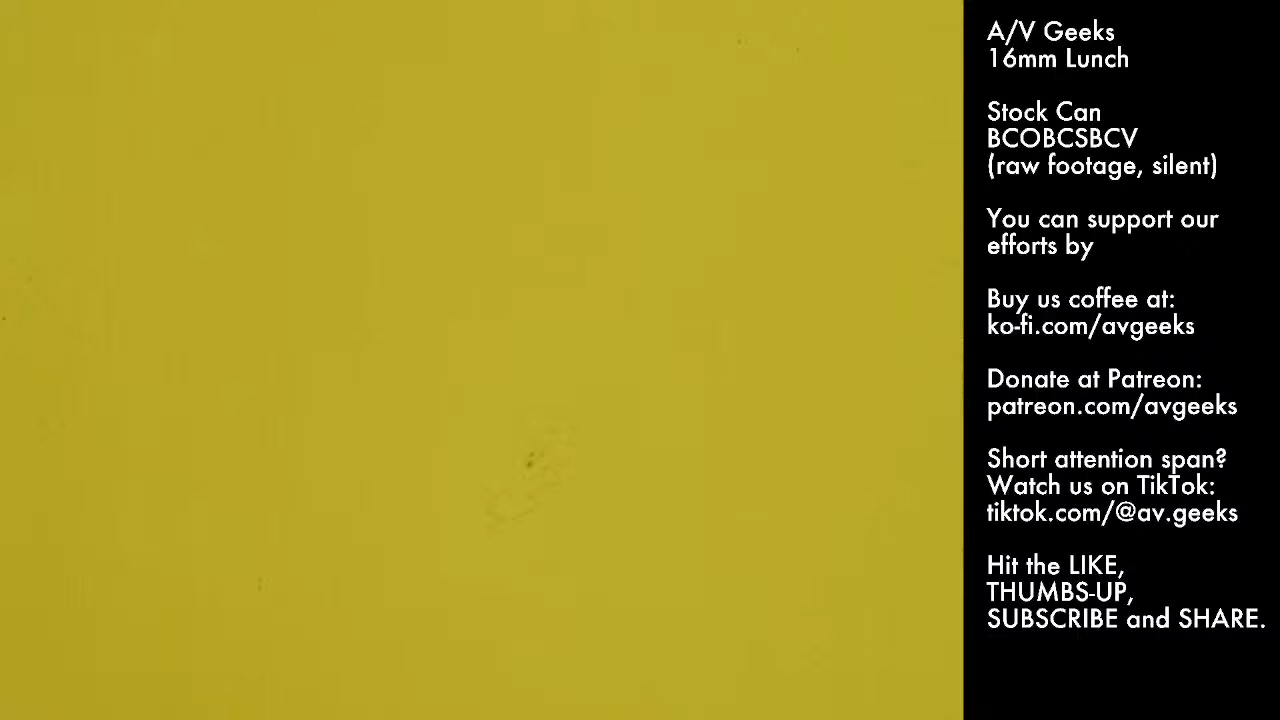 A/V Geeks
16mm Lunch
Stock Can
BCOBCSBCV
(raw footage, silent)
You can support our
efforts by
Buy us coffee at:
ko-fi.com/avgeeks
Donate at Patreon:
patreon.com/avgeeks
Short attention span?
Watch us on TikTok:
tiktok.com/@av.geeks
Hit the LIKE,
THUMBS-UP,
SUBSCRIBE and SHARE.